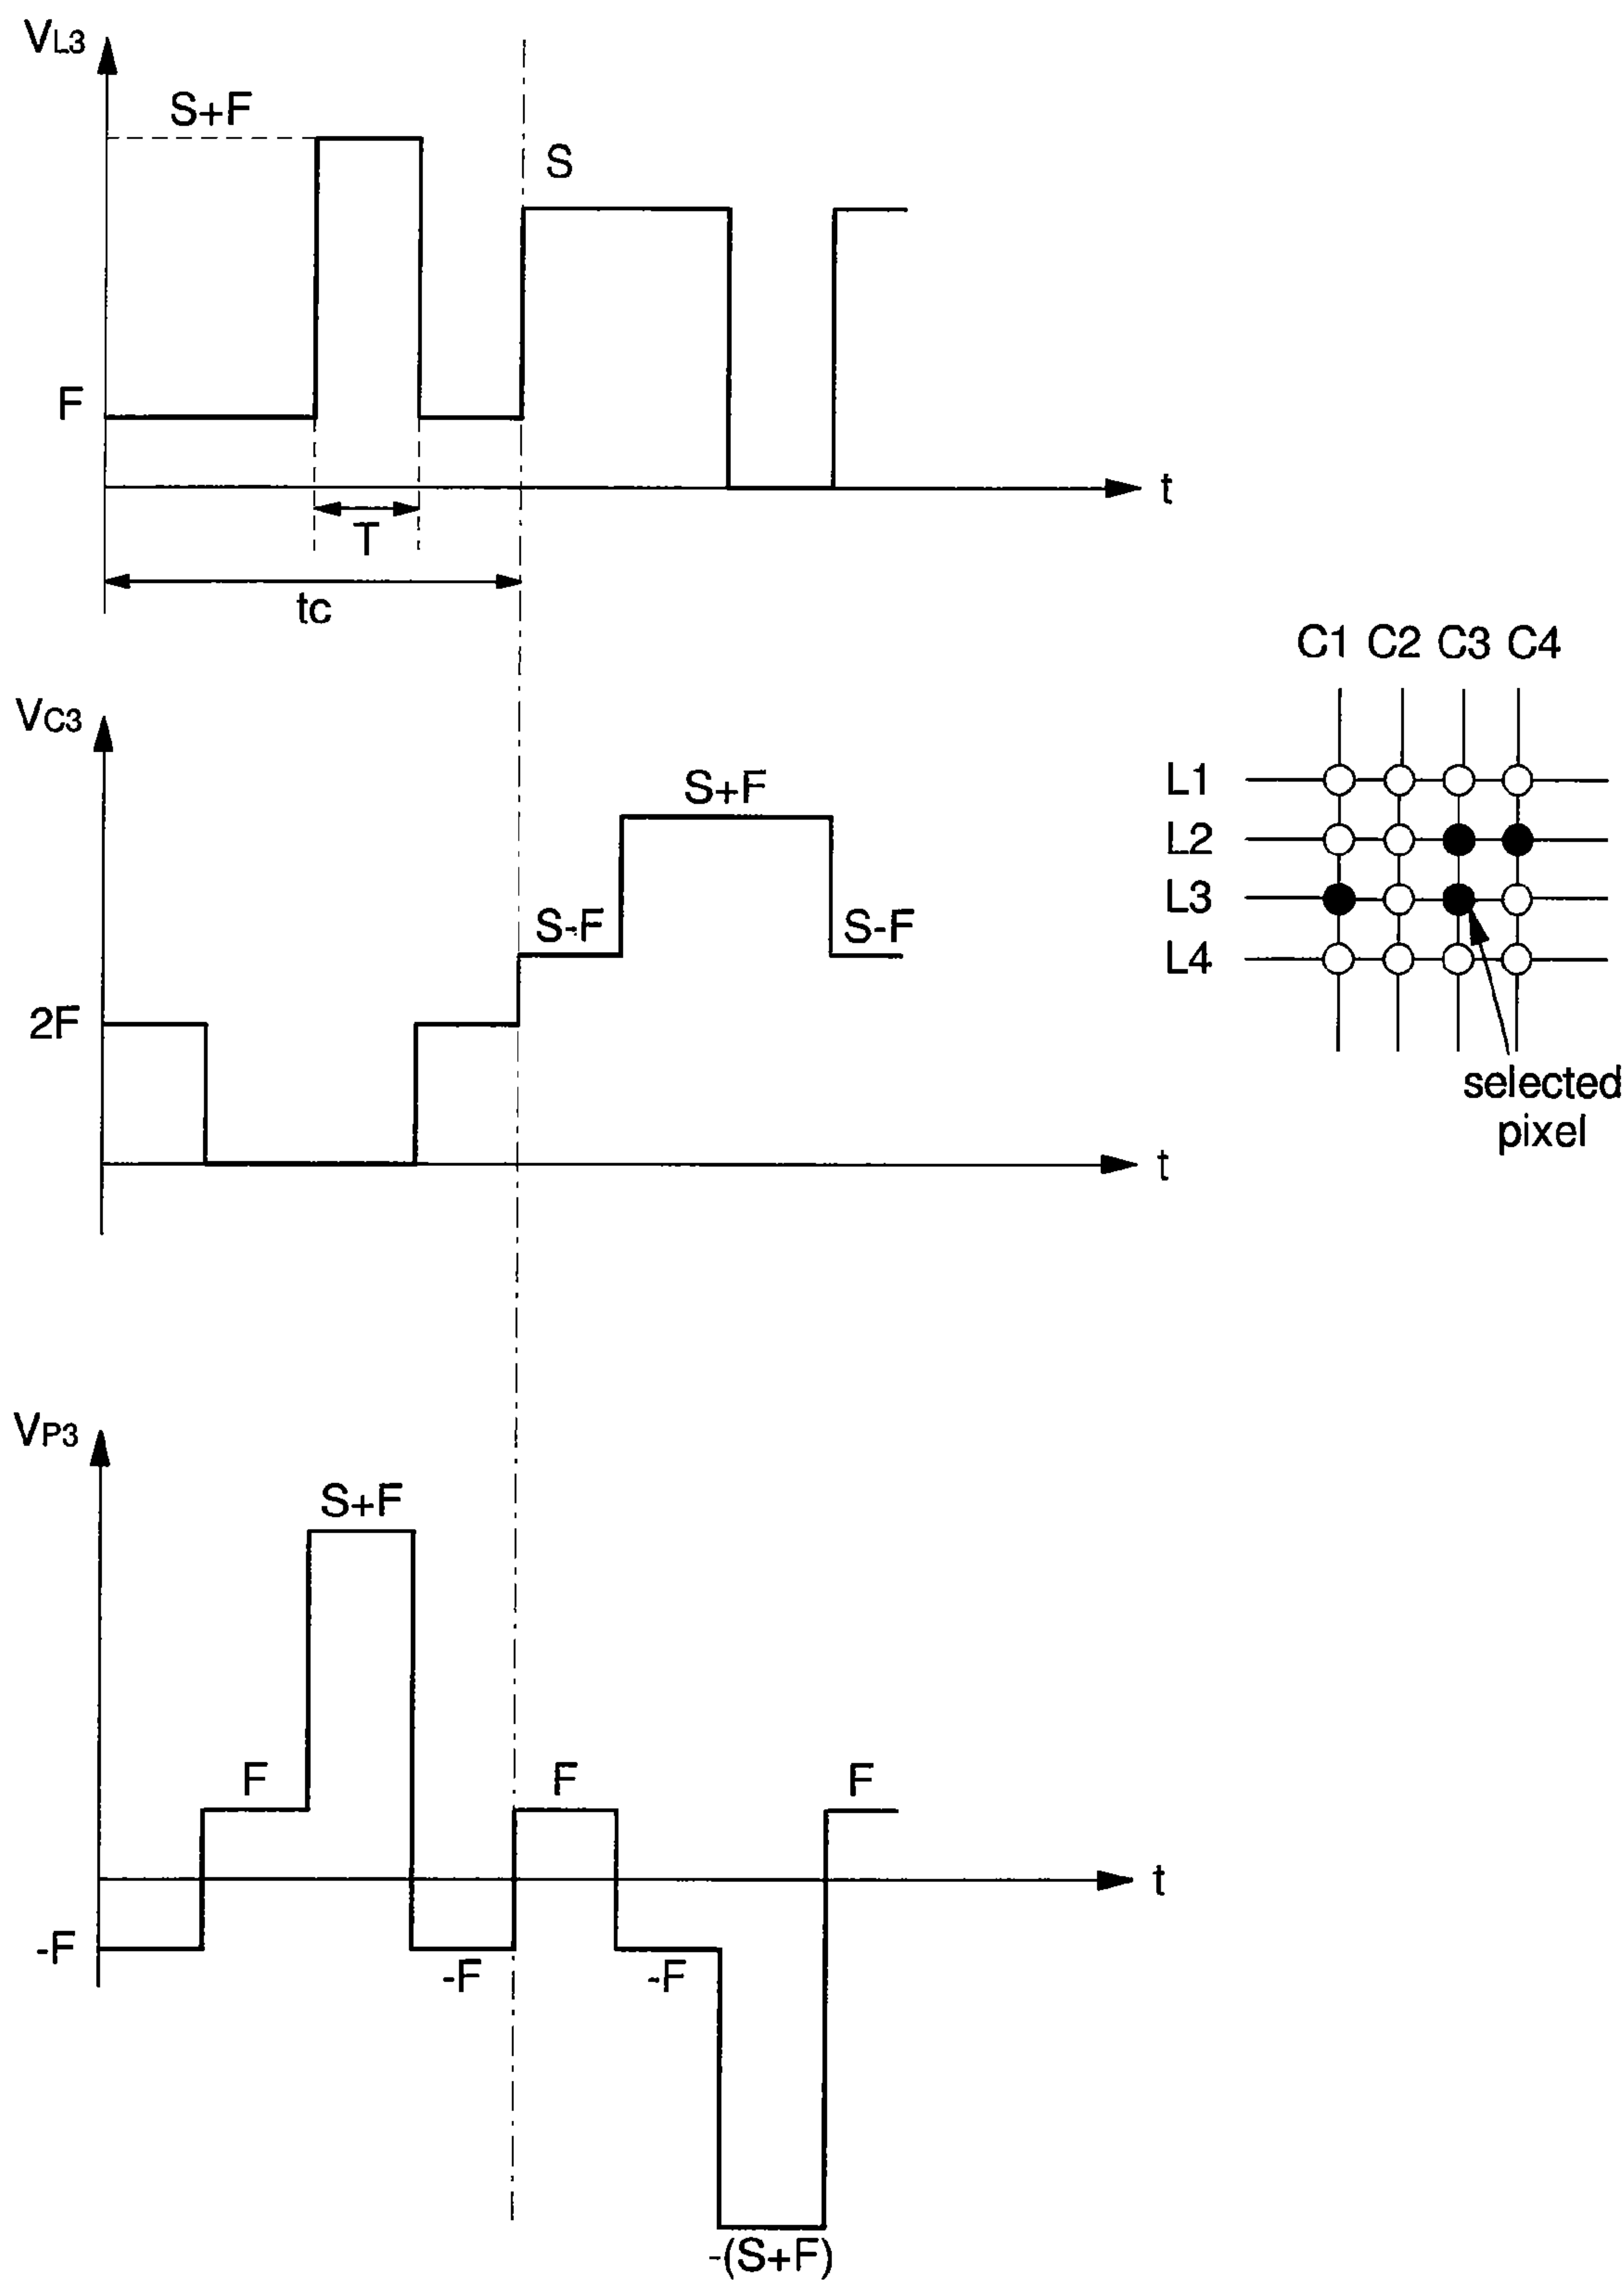 VL3
S+F
S
F
t
T
tc
C1 C2 C3 C4
VC3
L1
S+F
L2
S-F S-F
L3
L4
2F
selected
pixel
t
VP3
S+F
F F F
t
-F
-F -F
-(S+F)